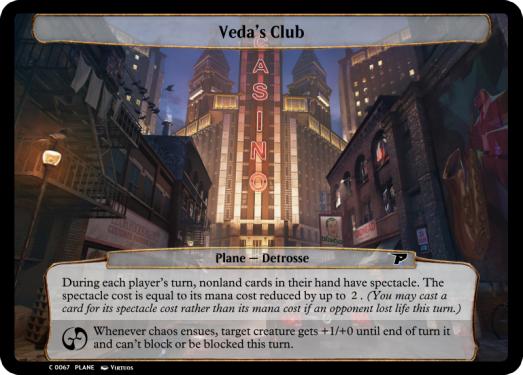 Veda's Club
CASINO
Plane — Detrosse
During each player's turn, nonland cards in their hand have spectacle. The
spectacle cost is equal to its mana cost reduced by up to 2 . (You may cast a
card for its spectacle cost rather than its mana cost if an opponent lost life this turn.)
Whenever chaos ensues, target creature gets +1/+0 until end of turn it
and can't block or be blocked this turn.
C 0067 PLANE Virtuos